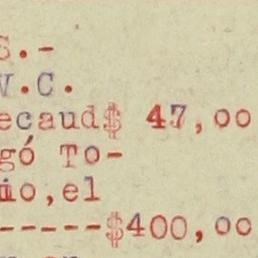 S.-
V.C.
ecaud$ 47,oo
gó To-
io,el
-----$400,oo